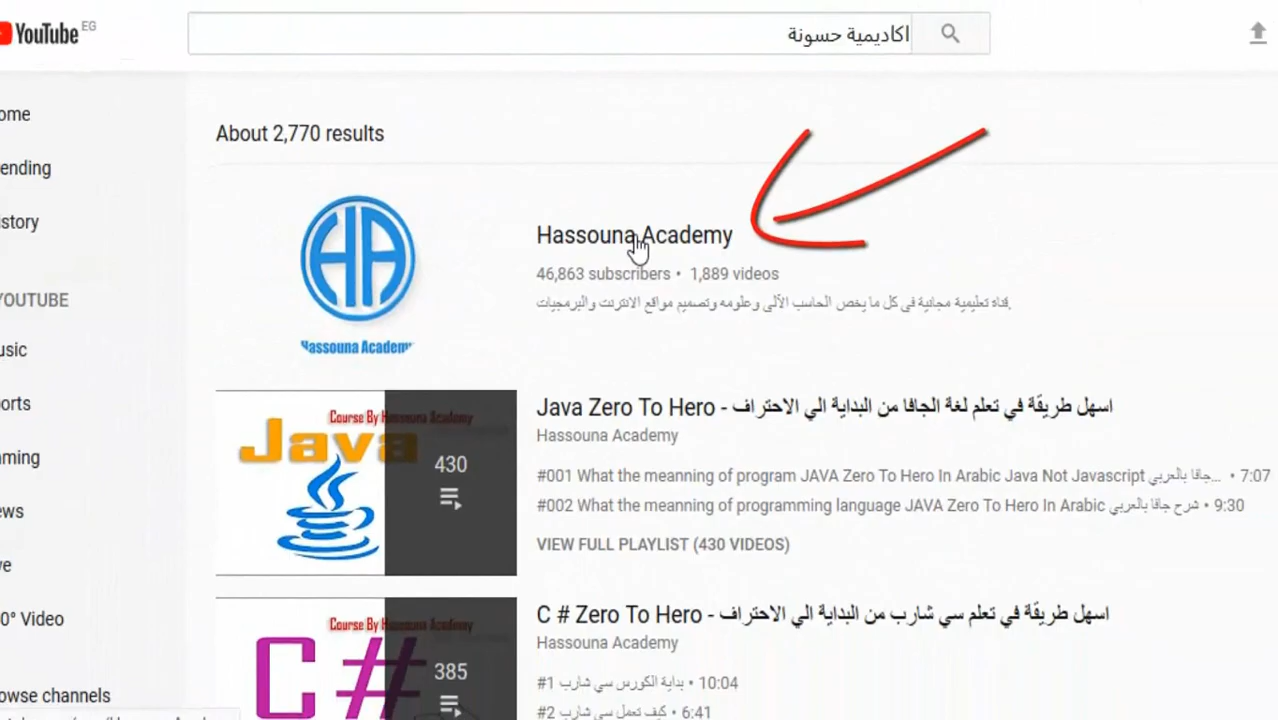 YouTube EG
اكاديمية حسونة
ome
About 2,770 results
ending
istory
Hassouna Academy
46,863 subscribers • 1,889 videos
قناة تعليمية مجانية فى كل ما يخص الحاسب الآلى وعلومه وتصميم مواقع الانترنت والبرمجيات.
HA
Hassouna Academy
YOUTUBE
usic
orts
ming
ews
ve
0° Video
owse channels
Course By Hassouna Academy
Java
430
Java Zero To Hero - اسهل طريقة في تعلم لغة الجافا من البداية الي الاحتراف
Hassouna Academy
#001 What the meanning of program JAVA Zero To Hero In Arabic Java Not Javascript جافا بالعربي... • 7:07
#002 What the meanning of programming language JAVA Zero To Hero In Arabic شرح جافا بالعربي • 9:30
VIEW FULL PLAYLIST (430 VIDEOS)
Course By Hassouna Academy
C#
385
C # Zero To Hero - اسهل طريقة في تعلم سي شارب من البداية الي الاحتراف
Hassouna Academy
#1 بداية الكورس سي شارب • 10:04
#2 كيف تعمل سي شارب • 6:41